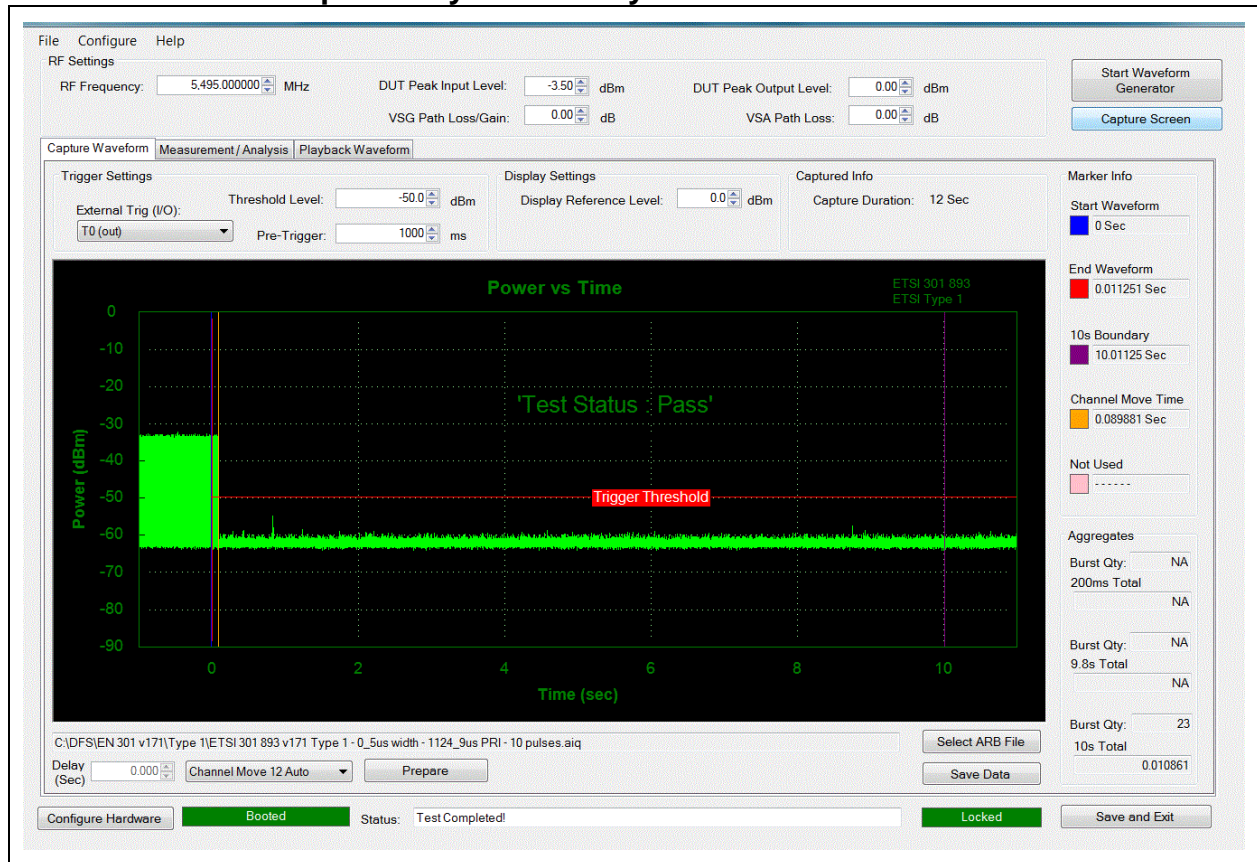 File Configure Help
RF Settings
RF Frequency: 5,495.000000 MHz DUT Peak Input Level: -3.50 dBm DUT Peak Output Level: 0.00 dBm
VSG Path Loss/Gain: 0.00 dB VSA Path Loss: 0.00 dB
Start Waveform
Generator
Capture Screen
Capture Waveform Measurement / Analysis Playback Waveform
Trigger Settings
External Trig (I/O):
T0 (out)
Threshold Level: -50.0 dBm
Pre-Trigger: 1000 ms
Display Settings
Display Reference Level: 0.0 dBm
Captured Info
Capture Duration: 12 Sec
Power vs Time
ETSI 301 893
ETSI Type 1
'Test Status : Pass'
Trigger Threshold
Power (dBm)
0
-10
-20
-30
-40
-50
-60
-70
-80
-90
0 2 4 6 8 10
Time (sec)
Marker Info
Start Waveform
0 Sec
End Waveform
0.011251 Sec
10s Boundary
10.01125 Sec
Channel Move Time
0.089881 Sec
Not Used
------
Aggregates
Burst Qty: NA
200ms Total
NA
Burst Qty: NA
9.8s Total
NA
Burst Qty: 23
10s Total
0.010861
C:\DFS\EN 301 v171\Type 1\ETSI 301 893 v171 Type 1 - 0_5us width - 1124_9us PRI - 10 pulses.aiq
Select ARB File
Delay
(Sec)
0.000 Channel Move 12 Auto Prepare
Save Data
Configure Hardware Booted Status: Test Completed! Locked Save and Exit